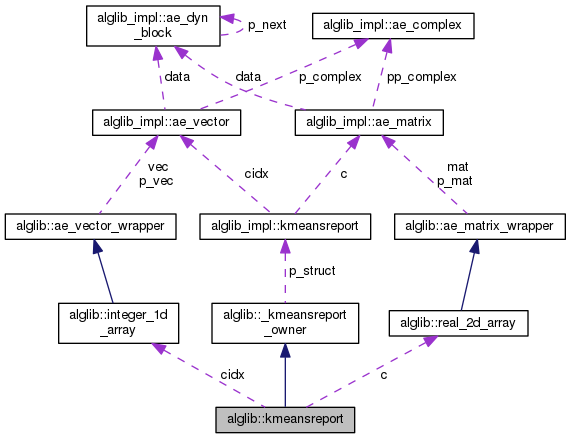 alglib_impl::ae_dyn
_block
p_next
alglib_impl::ae_complex
data
data
p_complex
pp_complex
alglib_impl::ae_vector
alglib_impl::ae_matrix
vec
p_vec
cidx
c
mat
p_mat
alglib::ae_vector_wrapper
alglib_impl::kmeansreport
alglib::ae_matrix_wrapper
p_struct
alglib::integer_1d
_array
alglib::_kmeansreport
_owner
alglib::real_2d_array
cidx
c
alglib::kmeansreport